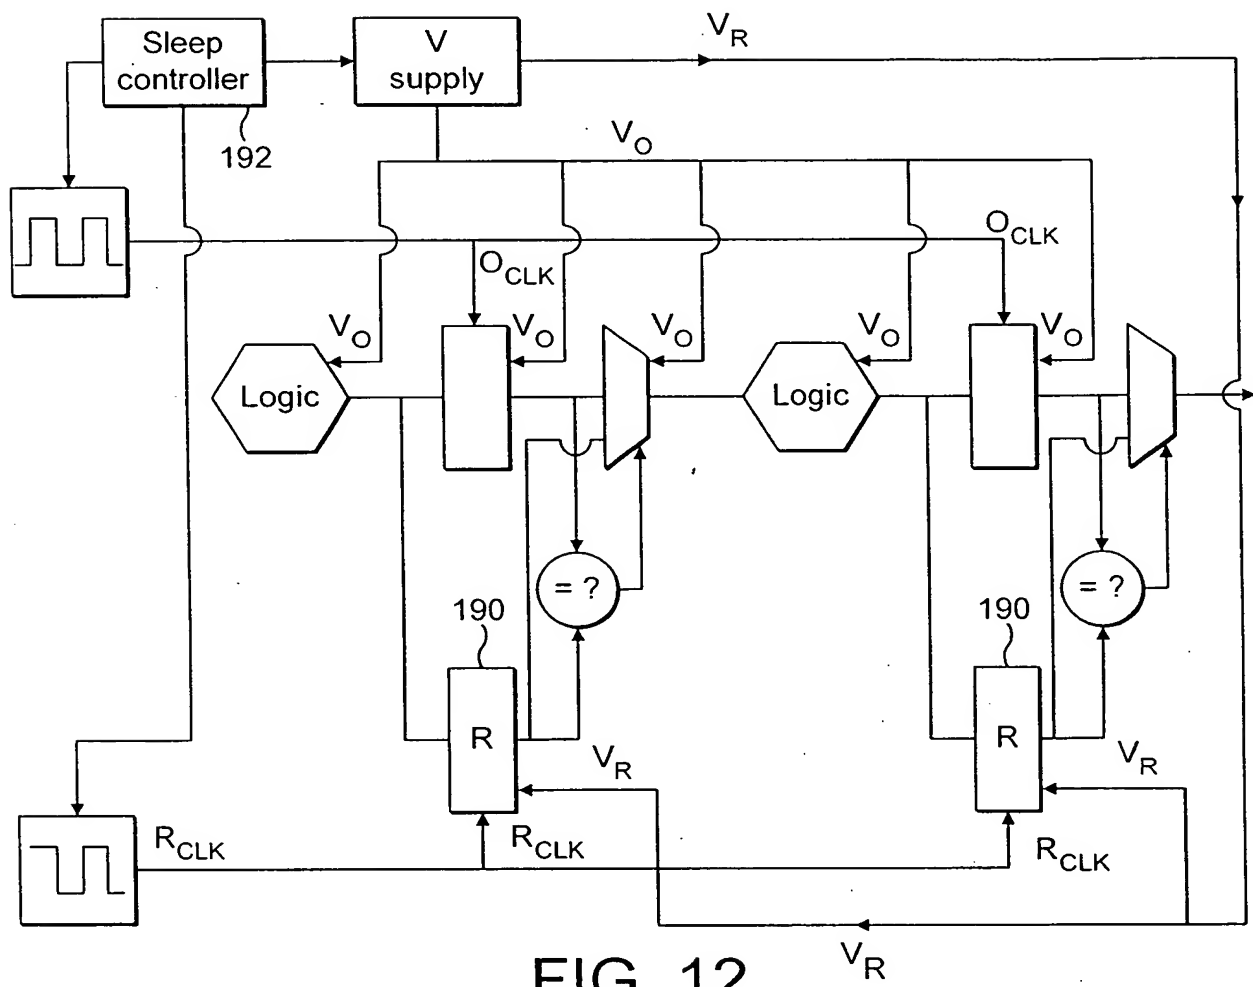 Sleep
controller
V
supply
V_R
192
V_O
O_CLK
O_CLK
V_O
V_O
V_O
V_O
V_O
Logic
Logic
= ?
= ?
190
190
R
R
V_R
V_R
R_CLK
R_CLK
R_CLK
V_R
FIG. 12